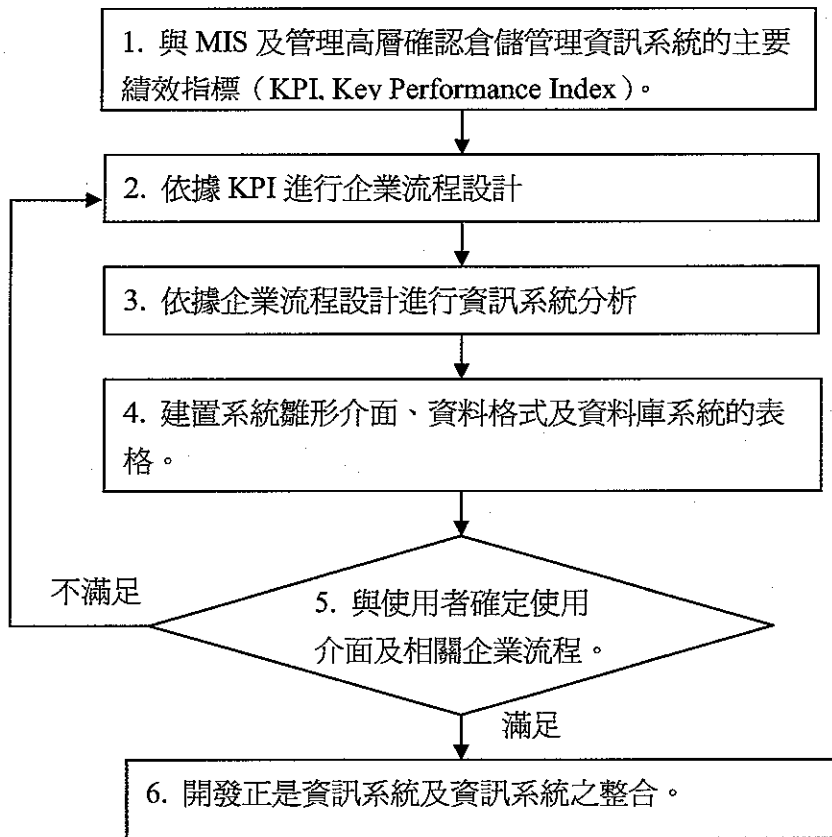 1. 與 MIS 及管理高層確認倉儲管理資訊系統的主要
績效指標（KPI, Key Performance Index）。
2. 依據 KPI 進行企業流程設計
3. 依據企業流程設計進行資訊系統分析
4. 建置系統雛形介面、資料格式及資料庫系統的表
格。
不滿足
5. 與使用者確定使用
介面及相關企業流程。
滿足
6. 開發正是資訊系統及資訊系統之整合。